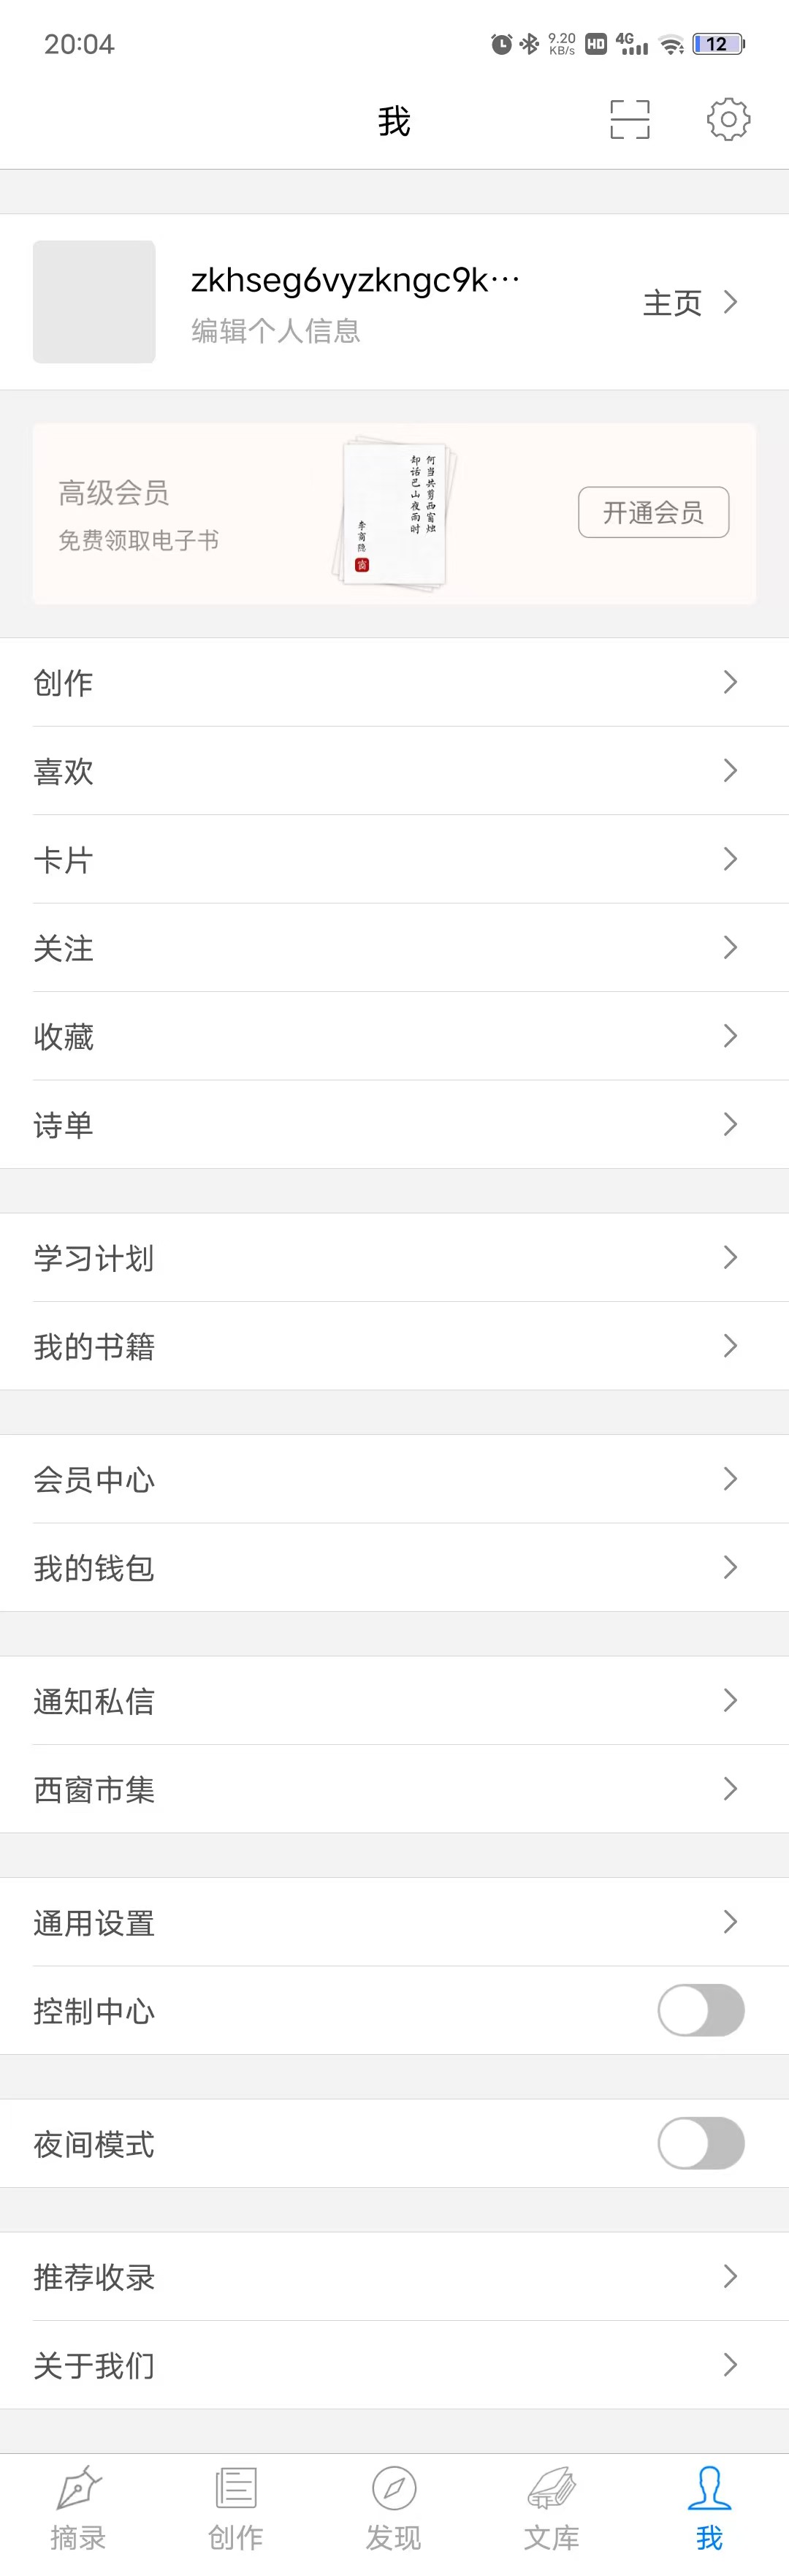 20:04
9.20
KB/s
HD
4G
12
我
zkhseg6vyzkngc9k···
编辑个人信息
主页
高级会员
免费领取电子书
何当共剪西窗烛
却话巴山夜雨时
李商隐
窗
开通会员
创作
喜欢
卡片
关注
收藏
诗单
学习计划
我的书籍
会员中心
我的钱包
通知私信
西窗市集
通用设置
控制中心
夜间模式
推荐收录
关于我们
摘录
创作
发现
文库
我